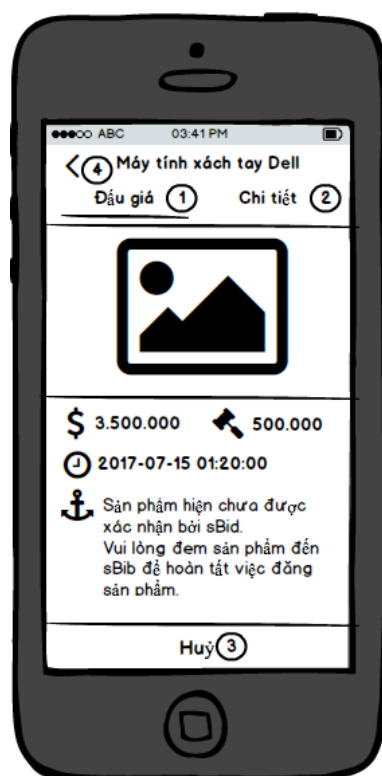 ABC 03:41 PM
4 Máy tính xách tay Dell
Đấu giá 1 Chi tiết 2
$ 3.500.000 500.000
2017-07-15 01:20:00
Sản phẩm hiện chưa được
xác nhận bởi sBid.
Vui lòng đem sản phẩm đến
sBib để hoàn tất việc đăng
sản phẩm.
Huỷ 3